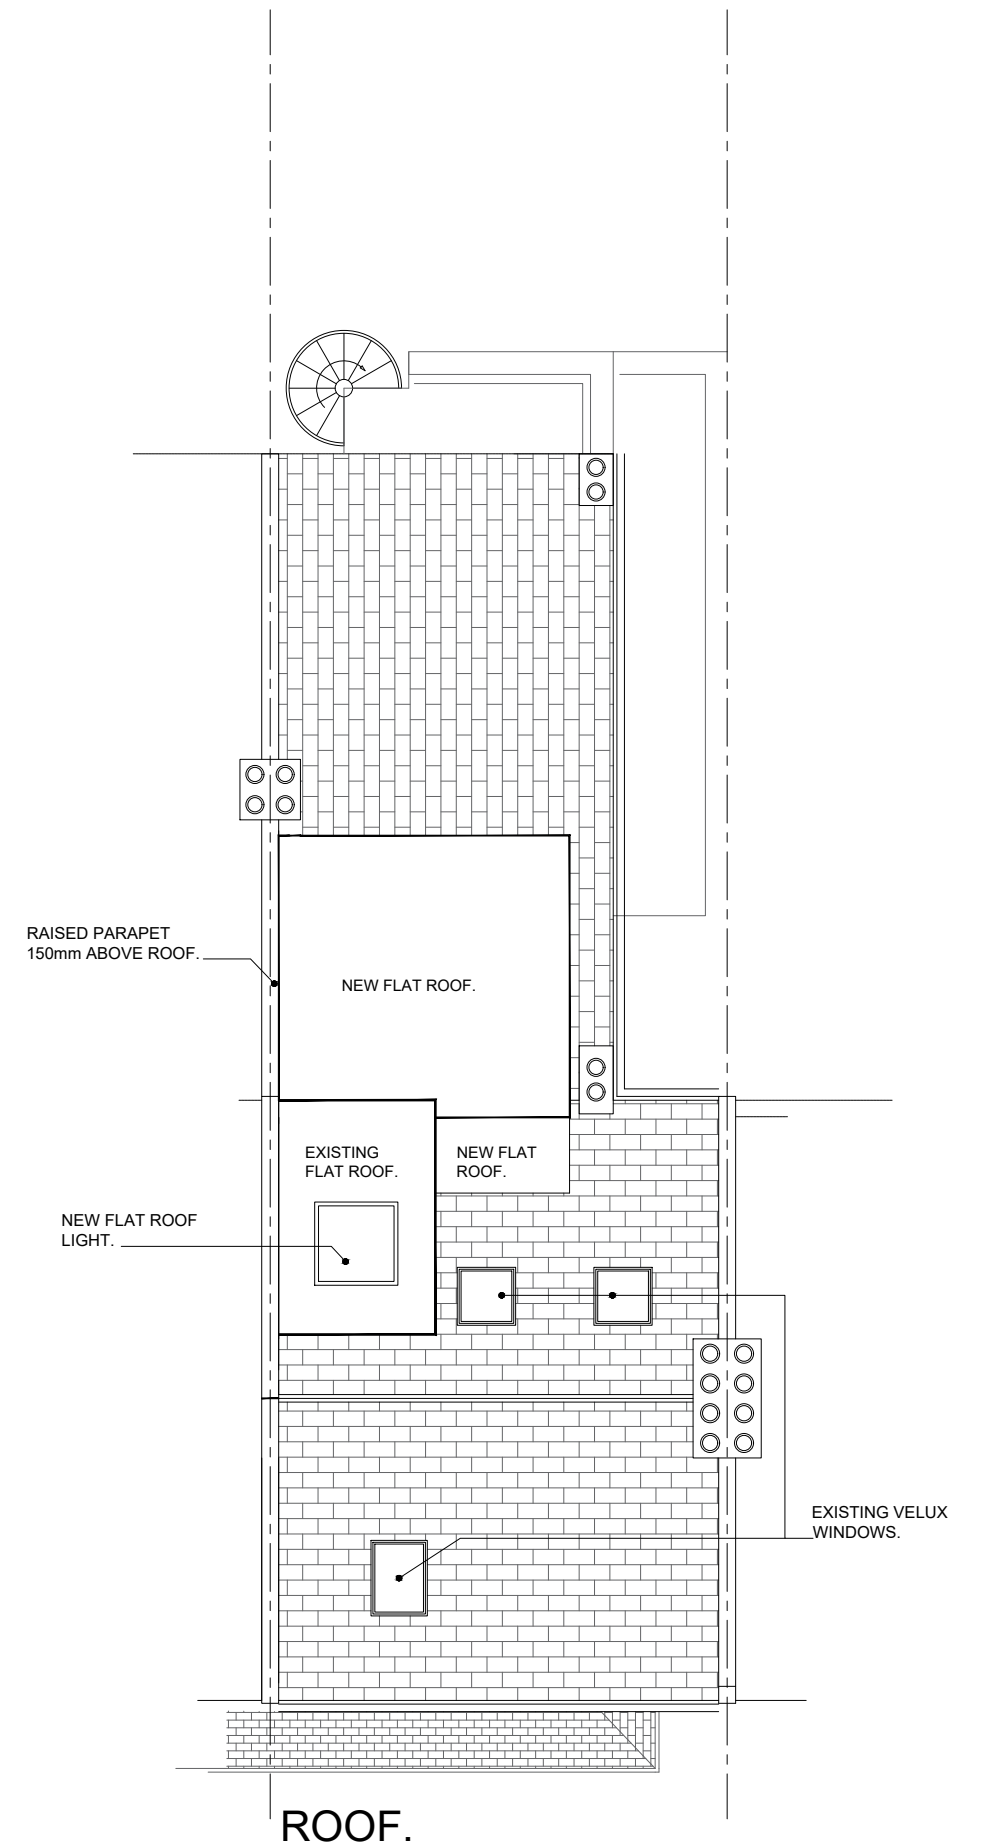 RAISED PARAPET
150mm ABOVE ROOF.
NEW FLAT ROOF.
EXISTING
FLAT ROOF.
NEW FLAT
ROOF.
NEW FLAT ROOF
LIGHT.
EXISTING VELUX
WINDOWS.
ROOF.